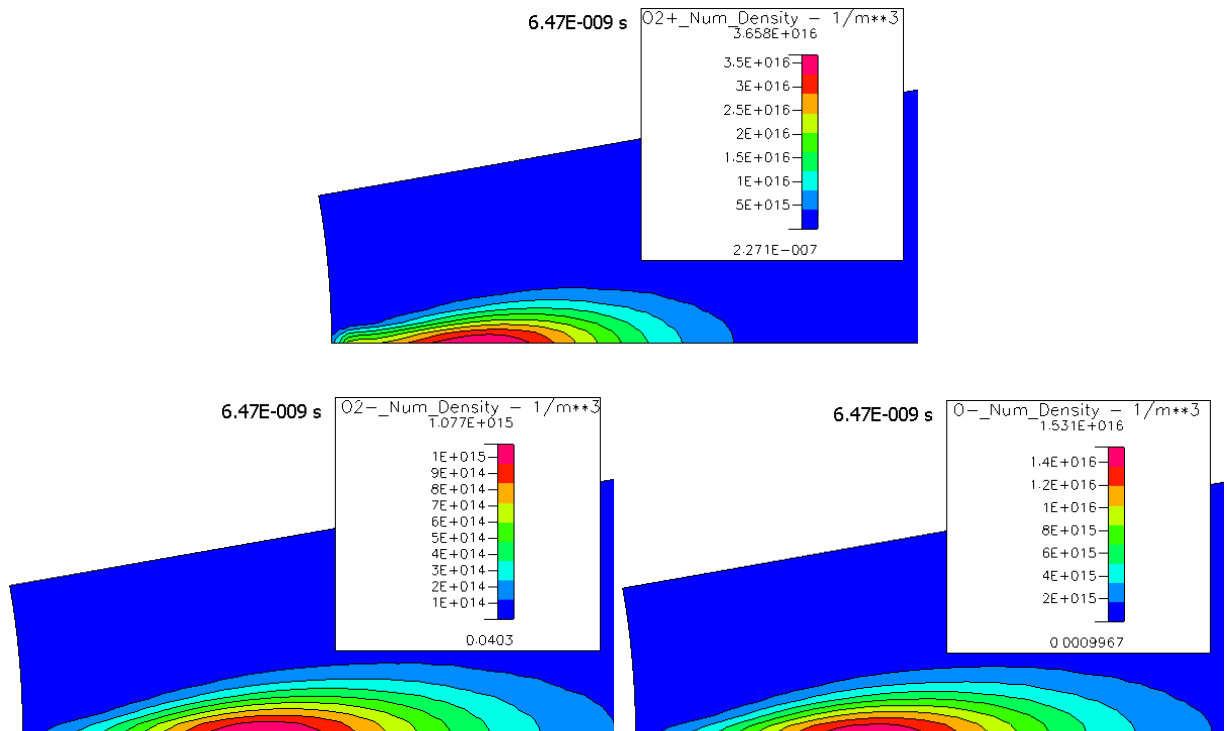 6.47E-009 s
O2+_Num_Density - 1/m**3
3.658E+016
3.5E+016
3E+016
2.5E+016
2E+016
1.5E+016
1E+016
5E+015
2.271E-007
6.47E-009 s
O2-_Num_Density - 1/m**3
1.077E+015
1E+015
9E+014
8E+014
7E+014
6E+014
5E+014
4E+014
3E+014
2E+014
1E+014
0.0403
6.47E-009 s
O-_Num_Density - 1/m**3
1.531E+016
1.4E+016
1.2E+016
1E+016
8E+015
6E+015
4E+015
2E+015
0.0009967